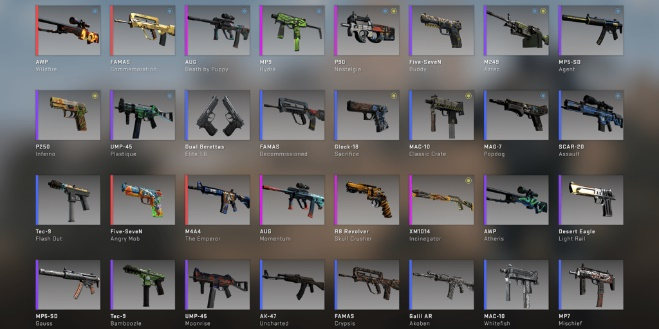 AWP
Wildfire
FAMAS
Commemoration
AUG
Death by Puppy
MP9
Hydra
P90
Nostalgia
Five-SeveN
Buddy
M249
Aztec
MP5-SD
Agent
P250
Inferno
UMP-45
Plastique
Dual Berettas
Elite 1.6
FAMAS
Decommissioned
Glock-18
Sacrifice
MAC-10
Classic Crate
MAG-7
Popdog
SCAR-20
Assault
Tec-9
Flash Out
Five-SeveN
Angry Mob
M4A4
The Emperor
AUG
Momentum
R8 Revolver
Skull Crusher
XM1014
Incinegator
AWP
Atheris
Desert Eagle
Light Rail
MP5-SD
Gauss
Tec-9
Bamboozle
UMP-45
Moonrise
AK-47
Uncharted
FAMAS
Crypsis
Galil AR
Akoben
MAC-10
Whitefish
MP7
Mischief